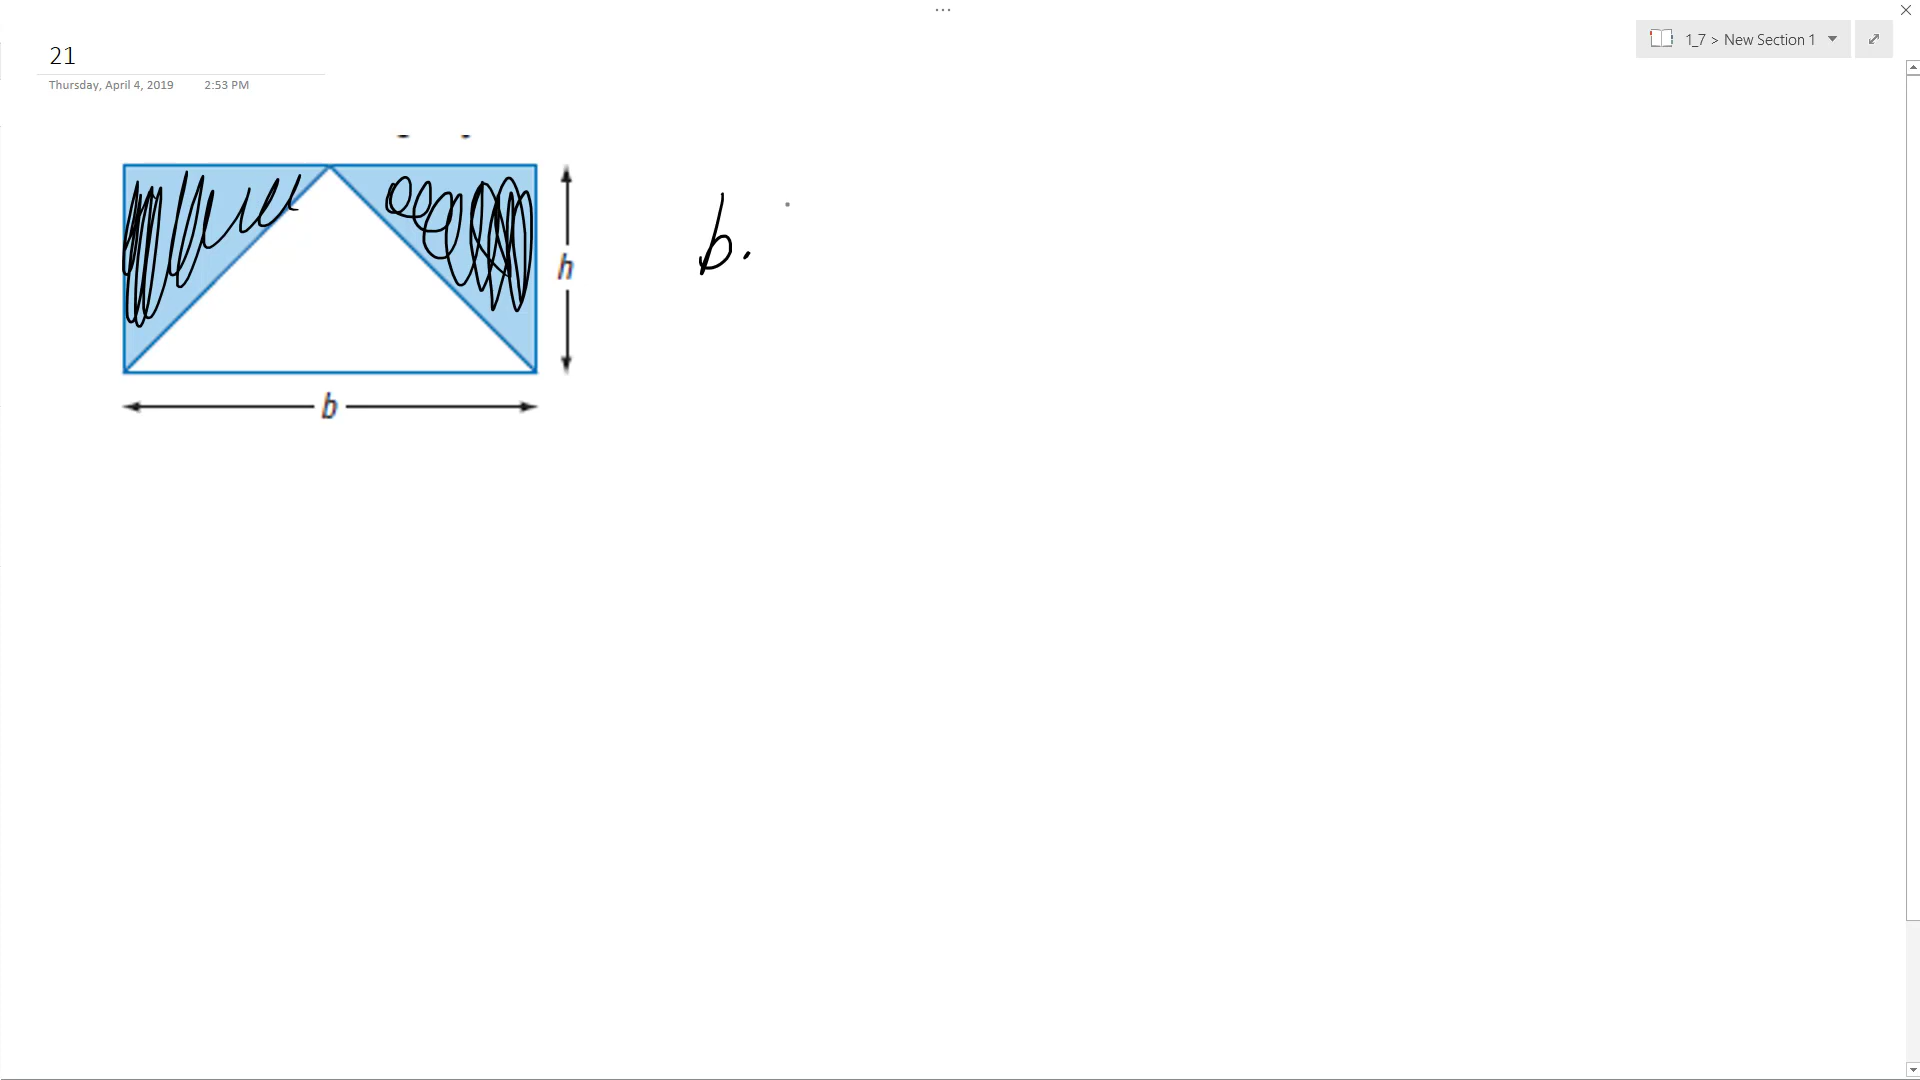 1_7 > New Section 1
21
Thursday, April 4, 2019 2:53 PM
h
b.
b